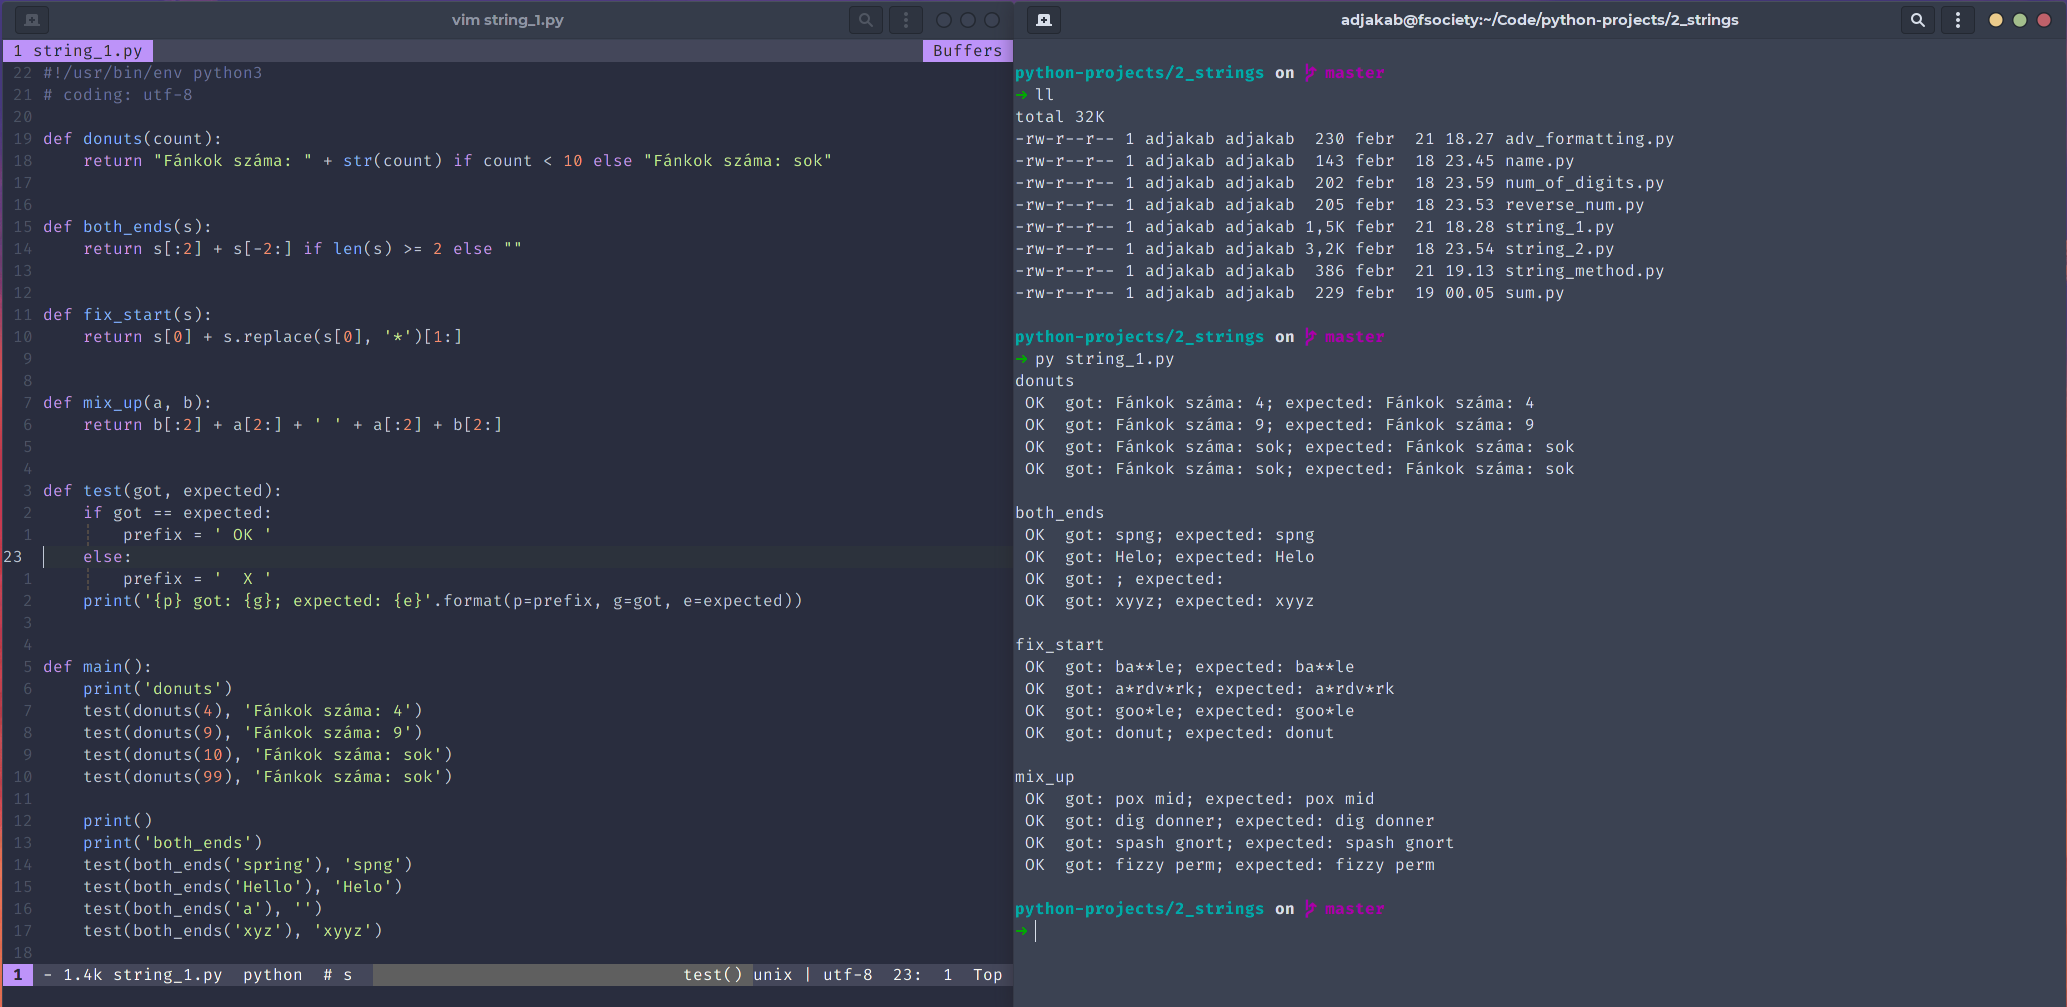 vim string_1.py
1 string_1.py Buffers
22 #!/usr/bin/env python3
21 # coding: utf-8
20
19 def donuts(count):
18     return "Fánkok száma: " + str(count) if count < 10 else "Fánkok száma: sok"
17
16
15 def both_ends(s):
14     return s[:2] + s[-2:] if len(s) >= 2 else ""
13
12
11 def fix_start(s):
10     return s[0] + s.replace(s[0], '*')[1:]
9
8
7 def mix_up(a, b):
6     return b[:2] + a[2:] + ' ' + a[:2] + b[2:]
5
4
3 def test(got, expected):
2     if got == expected:
1         prefix = ' OK '
23     else:
1         prefix = '  X '
2     print('{p} got: {g}; expected: {e}'.format(p=prefix, g=got, e=expected))
3
4
5 def main():
6     print('donuts')
7     test(donuts(4), 'Fánkok száma: 4')
8     test(donuts(9), 'Fánkok száma: 9')
9     test(donuts(10), 'Fánkok száma: sok')
10     test(donuts(99), 'Fánkok száma: sok')
11
12     print()
13     print('both_ends')
14     test(both_ends('spring'), 'spng')
15     test(both_ends('Hello'), 'Helo')
16     test(both_ends('a'), '')
17     test(both_ends('xyz'), 'xyyz')
18
1 - 1.4k string_1.py  python  # s test() unix | utf-8  23:  1  Top
adjakab@fsociety:~/Code/python-projects/2_strings
python-projects/2_strings on master
→ ll
total 32K
-rw-r--r-- 1 adjakab adjakab  230 febr  21 18.27 adv_formatting.py
-rw-r--r-- 1 adjakab adjakab  143 febr  18 23.45 name.py
-rw-r--r-- 1 adjakab adjakab  202 febr  18 23.59 num_of_digits.py
-rw-r--r-- 1 adjakab adjakab  205 febr  18 23.53 reverse_num.py
-rw-r--r-- 1 adjakab adjakab 1,5K febr  21 18.28 string_1.py
-rw-r--r-- 1 adjakab adjakab 3,2K febr  18 23.54 string_2.py
-rw-r--r-- 1 adjakab adjakab  386 febr  21 19.13 string_method.py
-rw-r--r-- 1 adjakab adjakab  229 febr  19 00.05 sum.py
python-projects/2_strings on master
→ py string_1.py
donuts
 OK  got: Fánkok száma: 4; expected: Fánkok száma: 4
 OK  got: Fánkok száma: 9; expected: Fánkok száma: 9
 OK  got: Fánkok száma: sok; expected: Fánkok száma: sok
 OK  got: Fánkok száma: sok; expected: Fánkok száma: sok
both_ends
 OK  got: spng; expected: spng
 OK  got: Helo; expected: Helo
 OK  got: ; expected:
 OK  got: xyyz; expected: xyyz
fix_start
 OK  got: ba**le; expected: ba**le
 OK  got: a*rdv*rk; expected: a*rdv*rk
 OK  got: goo*le; expected: goo*le
 OK  got: donut; expected: donut
mix_up
 OK  got: pox mid; expected: pox mid
 OK  got: dig donner; expected: dig donner
 OK  got: spash gnort; expected: spash gnort
 OK  got: fizzy perm; expected: fizzy perm
python-projects/2_strings on master
→